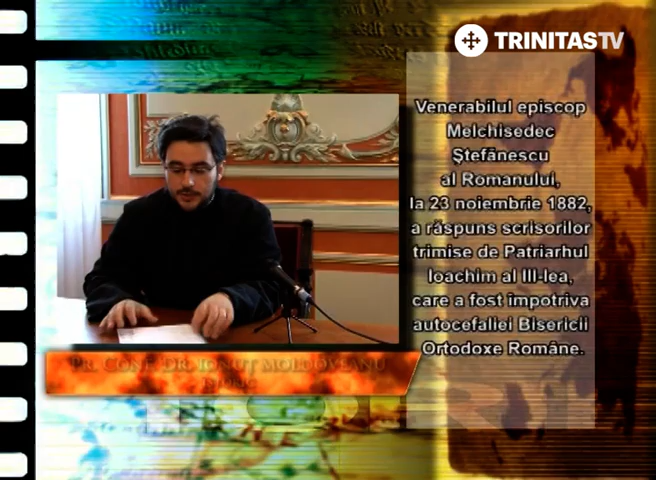 TRINITASTV
Venerabilul episcop
Melchisedec
Ştefănescu
al Romanului,
la 23 noiembrie 1882,
a răspuns scrisorilor
trimise de Patriarhul
Ioachim al III-lea,
care a fost împotriva
autocefaliei Bisericii
Ortodoxe Române.
PR. CONF. DR. IONUŢ MOLDOVEANU
ISTORIC